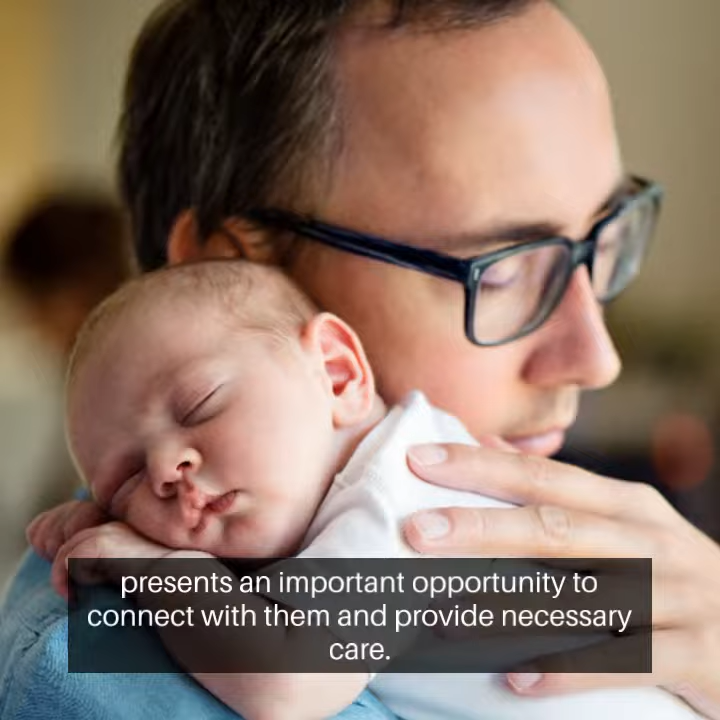 presents an important opportunity to
connect with them and provide necessary
care.